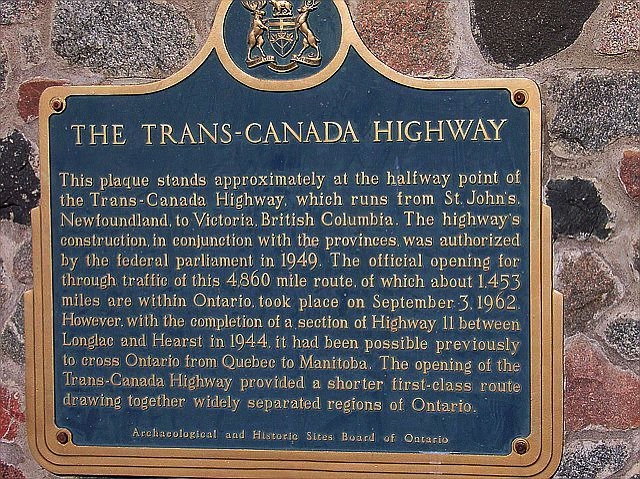 THE TRANS-CANADA HIGHWAY
This plaque stands approximately at the halfway point of
the Trans-Canada Highway, which runs from St. John's,
Newfoundland, to Victoria, British Columbia. The highway's
construction, in conjunction with the provinces, was authorized
by the federal parliament in 1949. The official opening for
through traffic of this 4,860 mile route, of which about 1,453
miles are within Ontario, took place on September 3, 1962.
However, with the completion of a section of Highway 11 between
Longlac and Hearst in 1944, it had been possible previously
to cross Ontario from Quebec to Manitoba. The opening of the
Trans-Canada Highway provided a shorter first-class route
drawing together widely separated regions of Ontario.
Archaeological and Historic Sites Board of Ontario